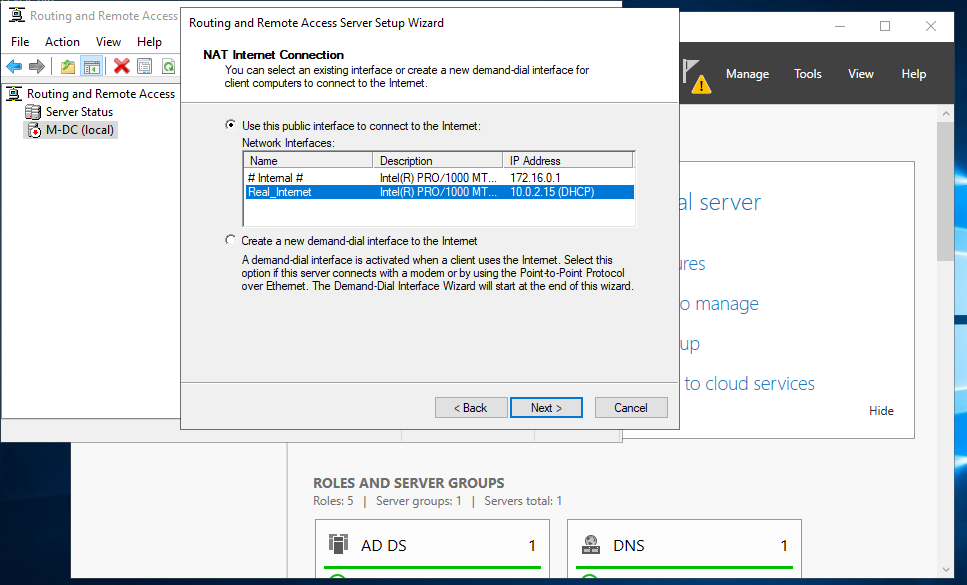 Routing and Remote Access
File Action View Help
Routing and Remote Access
Server Status
M-DC (local)
Routing and Remote Access Server Setup Wizard
NAT Internet Connection
You can select an existing interface or create a new demand-dial interface for
client computers to connect to the Internet.
Use this public interface to connect to the Internet:
Network Interfaces:
Name Description IP Address
# Internal # Intel(R) PRO/1000 MT... 172.16.0.1
Real_Internet Intel(R) PRO/1000 MT... 10.0.2.15 (DHCP)
Create a new demand-dial interface to the Internet
A demand-dial interface is activated when a client uses the Internet. Select this
option if this server connects with a modem or by using the Point-to-Point Protocol
over Ethernet. The Demand-Dial Interface Wizard will start at the end of this wizard.
< Back Next > Cancel
Manage Tools View Help
al server
ures
o manage
up
to cloud services
Hide
ROLES AND SERVER GROUPS
Roles: 5 | Server groups: 1 | Servers total: 1
AD DS 1
DNS 1